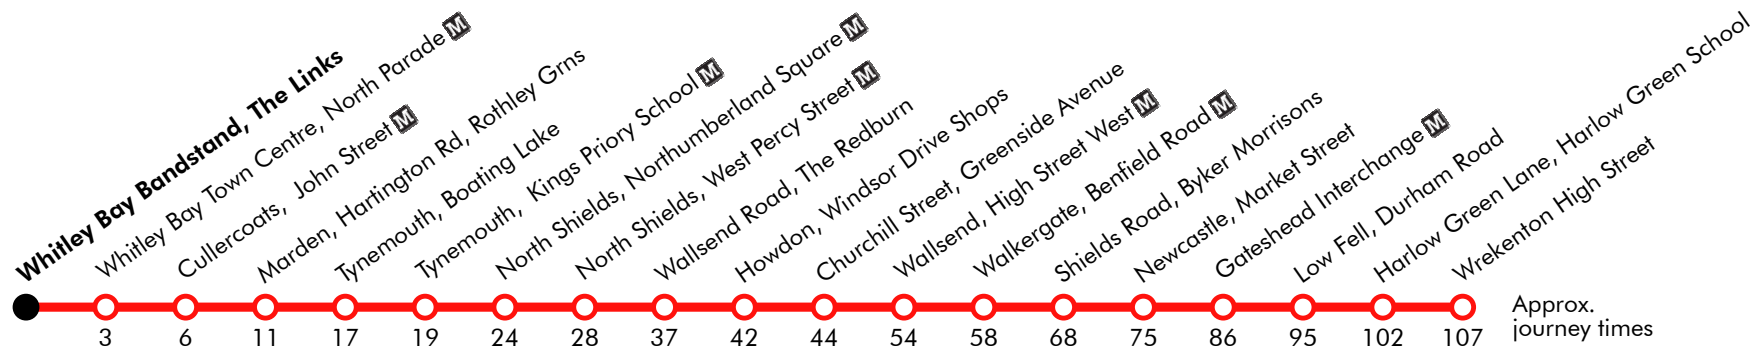 Whitley Bay Bandstand, The Links
Whitley Bay Town Centre, North Parade M
Cullercoats, John Street M
Marden, Hartington Rd, Rothley Grns
Tynemouth, Boating Lake
Tynemouth, Kings Priory School M
North Shields, Northumberland Square M
North Shields, West Percy Street M
Wallsend Road, The Redburn
Howdon, Windsor Drive Shops
Churchill Street, Greenside Avenue
Wallsend, High Street West M
Walkergate, Benfield Road M
Shields Road, Byker Morrisons
Newcastle, Market Street
Gateshead Interchange M
Low Fell, Durham Road
Harlow Green Lane, Harlow Green School
Wrekenton High Street
3 6 11 17 19 24 28 37 42 44 54 58 68 75 86 95 102 107
Approx.
journey times